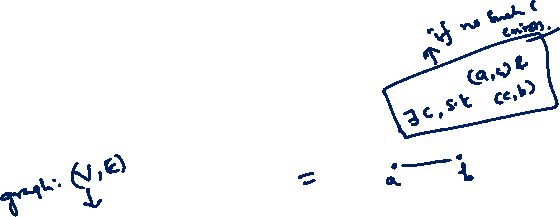 if no such c
exists.
(a,c) &
∃ c, s.t (c,b)
graph: (V, E)
=
a b